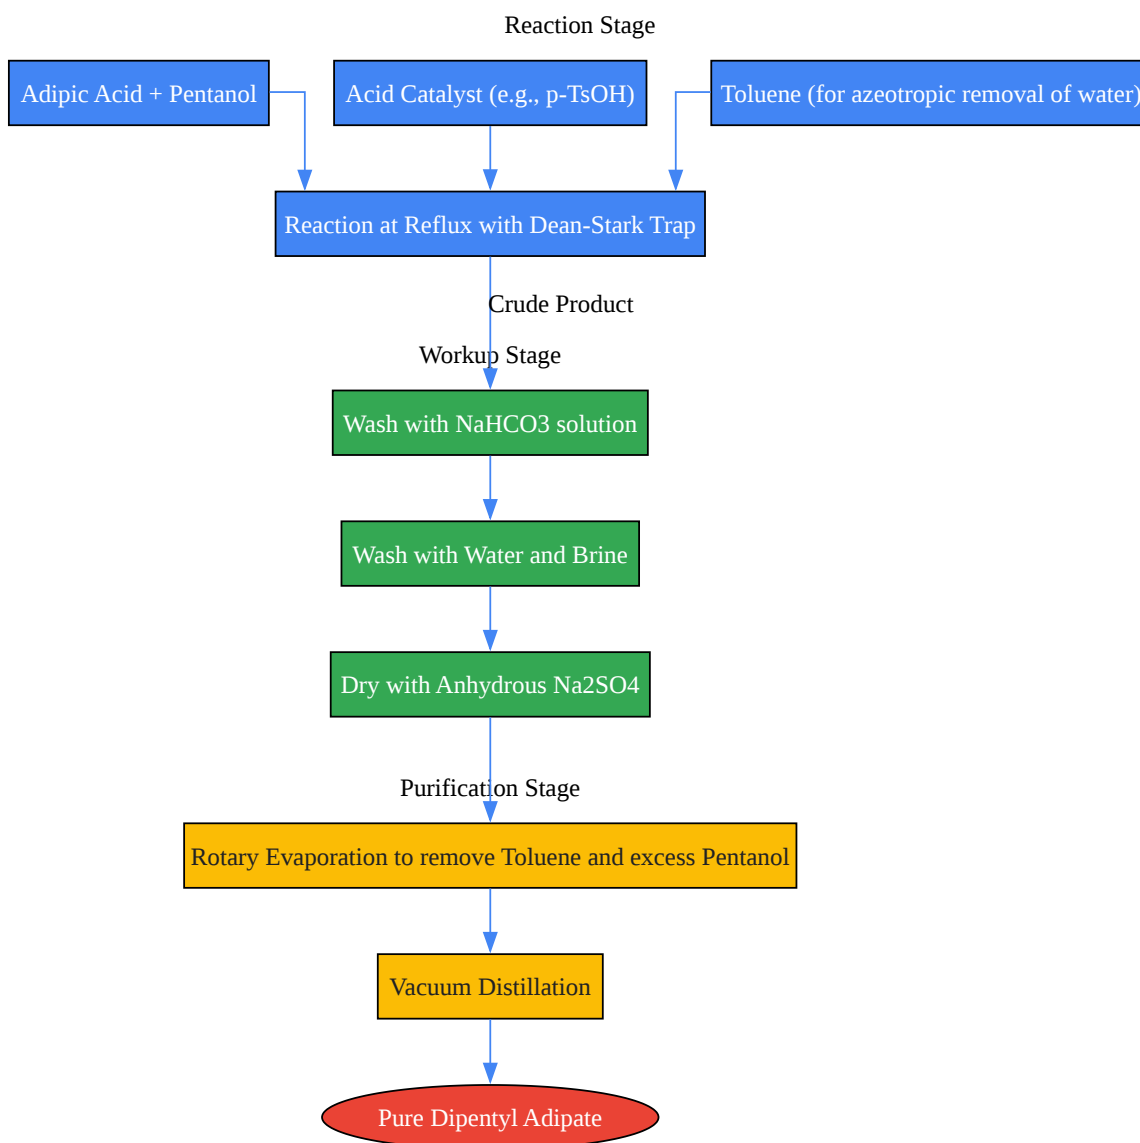 Reaction Stage
Adipic Acid + Pentanol
Acid Catalyst (e.g., p-TsOH)
Toluene (for azeotropic removal of water)
Reaction at Reflux with Dean-Stark Trap
Crude Product
Workup Stage
Wash with NaHCO3 solution
Wash with Water and Brine
Dry with Anhydrous Na2SO4
Purification Stage
Rotary Evaporation to remove Toluene and excess Pentanol
Vacuum Distillation
Pure Dipentyl Adipate